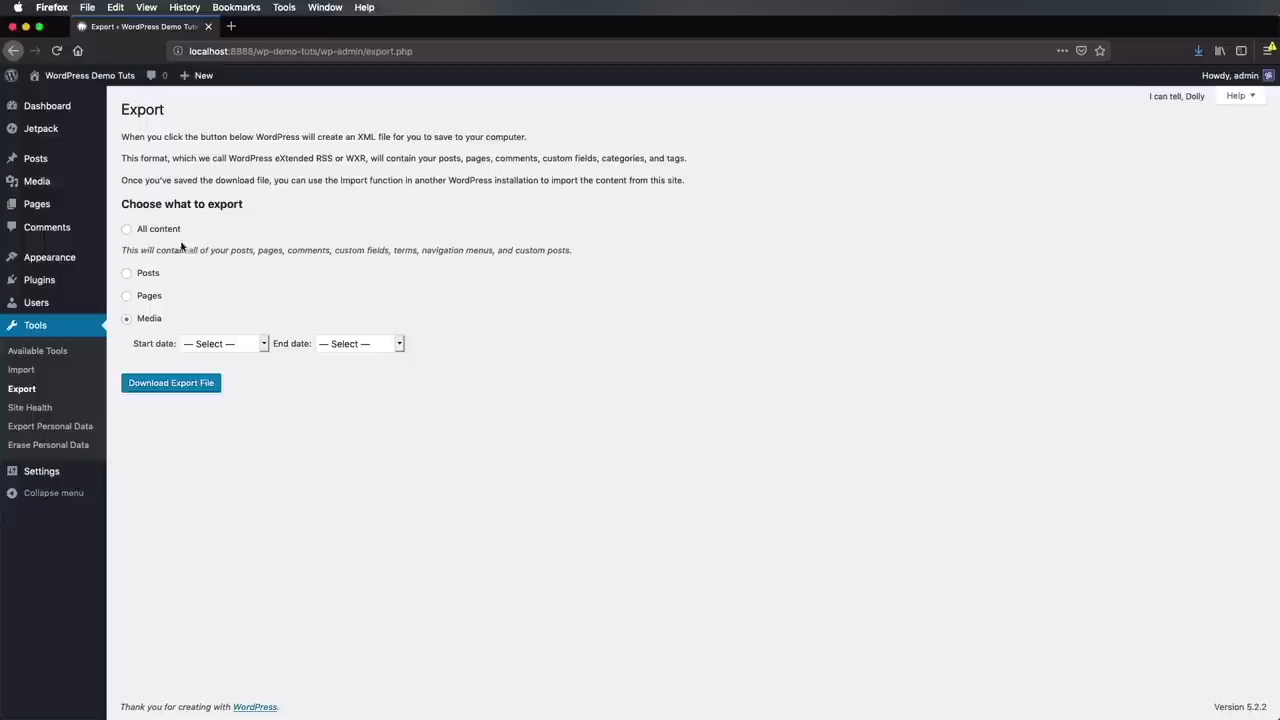 Firefox File Edit View History Bookmarks Tools Window Help
Export ‹ WordPress Demo Tuts
localhost:8888/wp-demo-tuts/wp-admin/export.php
WordPress Demo Tuts 0 New Howdy, admin
I can tell, Dolly Help
Dashboard
Jetpack
Posts
Media
Pages
Comments
Appearance
Plugins
Users
Tools
Available Tools
Import
Export
Site Health
Export Personal Data
Erase Personal Data
Settings
Collapse menu
Export
When you click the button below WordPress will create an XML file for you to save to your computer.
This format, which we call WordPress eXtended RSS or WXR, will contain your posts, pages, comments, custom fields, categories, and tags.
Once you've saved the download file, you can use the Import function in another WordPress installation to import the content from this site.
Choose what to export
All content
This will contain all of your posts, pages, comments, custom fields, terms, navigation menus, and custom posts.
Posts
Pages
Media
Start date: — Select — End date: — Select —
Download Export File
Thank you for creating with WordPress. Version 5.2.2